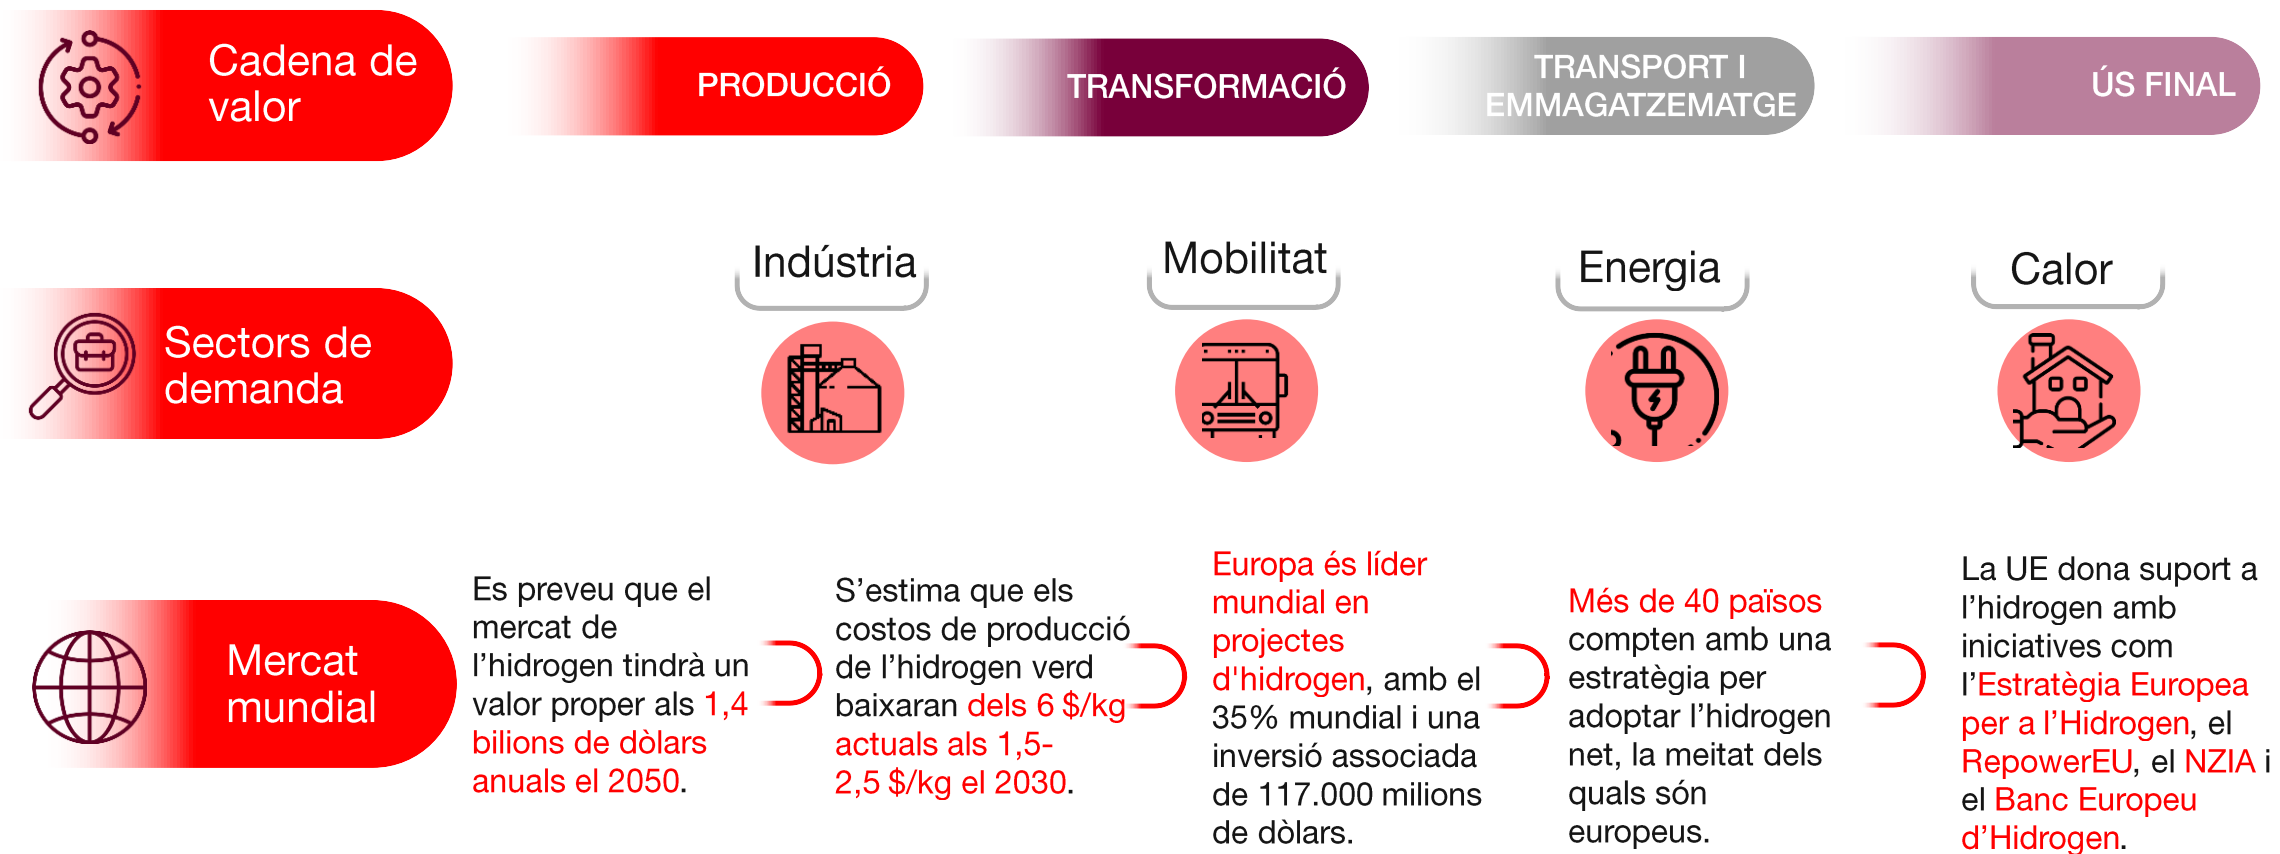 Cadena de
valor
PRODUCCIÓ
TRANSFORMACIÓ
TRANSPORT I
EMMAGATZEMATGE
ÚS FINAL
Sectors de
demanda
Indústria
Mobilitat
Energia
Calor
Mercat
mundial
Es preveu que el
mercat de
l’hidrogen tindrà un
valor proper als 1,4
bilions de dòlars
anuals el 2050.
S’estima que els
costos de producció
de l’hidrogen verd
baixaran dels 6 $/kg
actuals als 1,5-
2,5 $/kg el 2030.
Europa és líder
mundial en
projectes
d'hidrogen, amb el
35% mundial i una
inversió associada
de 117.000 milions
de dòlars.
Més de 40 països
compten amb una
estratègia per
adoptar l’hidrogen
net, la meitat dels
quals són
europeus.
La UE dona suport a
l’hidrogen amb
iniciatives com
l’Estratègia Europea
per a l’Hidrogen, el
RepowerEU, el NZIA i
el Banc Europeu
d’Hidrogen.